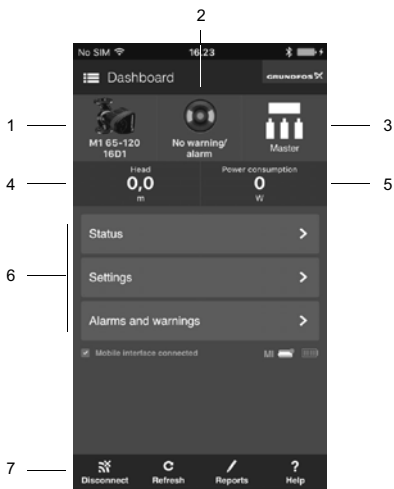 2
No SIM 16.23
Dashboard GRUNDFOS
1
M1 65-120
16D1
No warning/
alarm
Master
3
4
Head
0,0
m
Power consumption
0
W
5
6
Status
Settings
Alarms and warnings
Mobile interface connected MI
7
Disconnect Refresh Reports Help